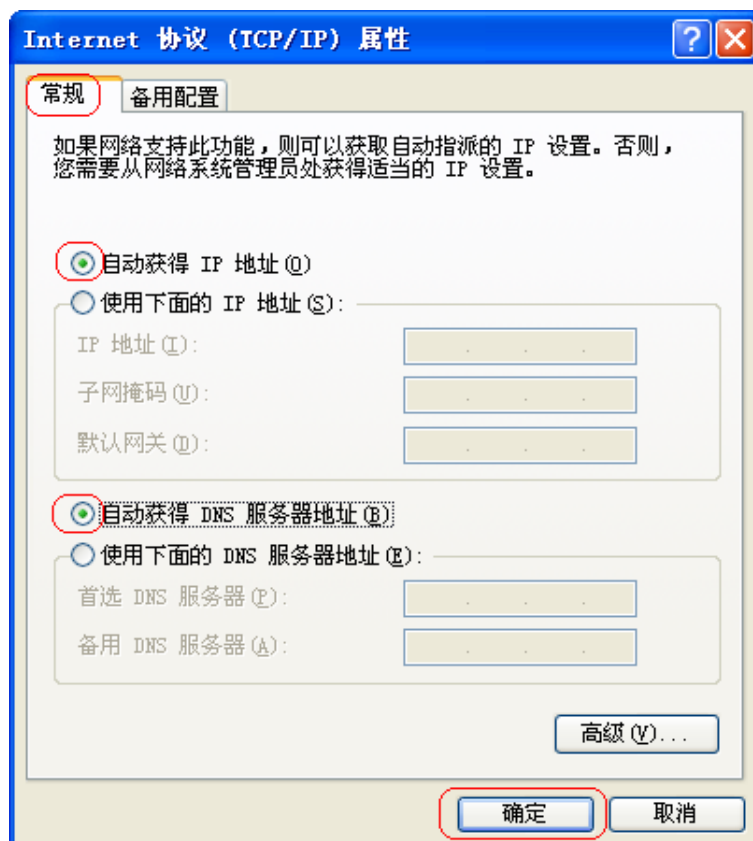 Internet 协议 (TCP/IP) 属性
常规 备用配置
如果网络支持此功能，则可以获取自动指派的 IP 设置。否则，
您需要从网络系统管理员处获得适当的 IP 设置。
自动获得 IP 地址(O)
使用下面的 IP 地址(S):
IP 地址(I):
子网掩码(U):
默认网关(D):
自动获得 DNS 服务器地址(B)
使用下面的 DNS 服务器地址(E):
首选 DNS 服务器(P):
备用 DNS 服务器(A):
高级(V)...
确定 取消